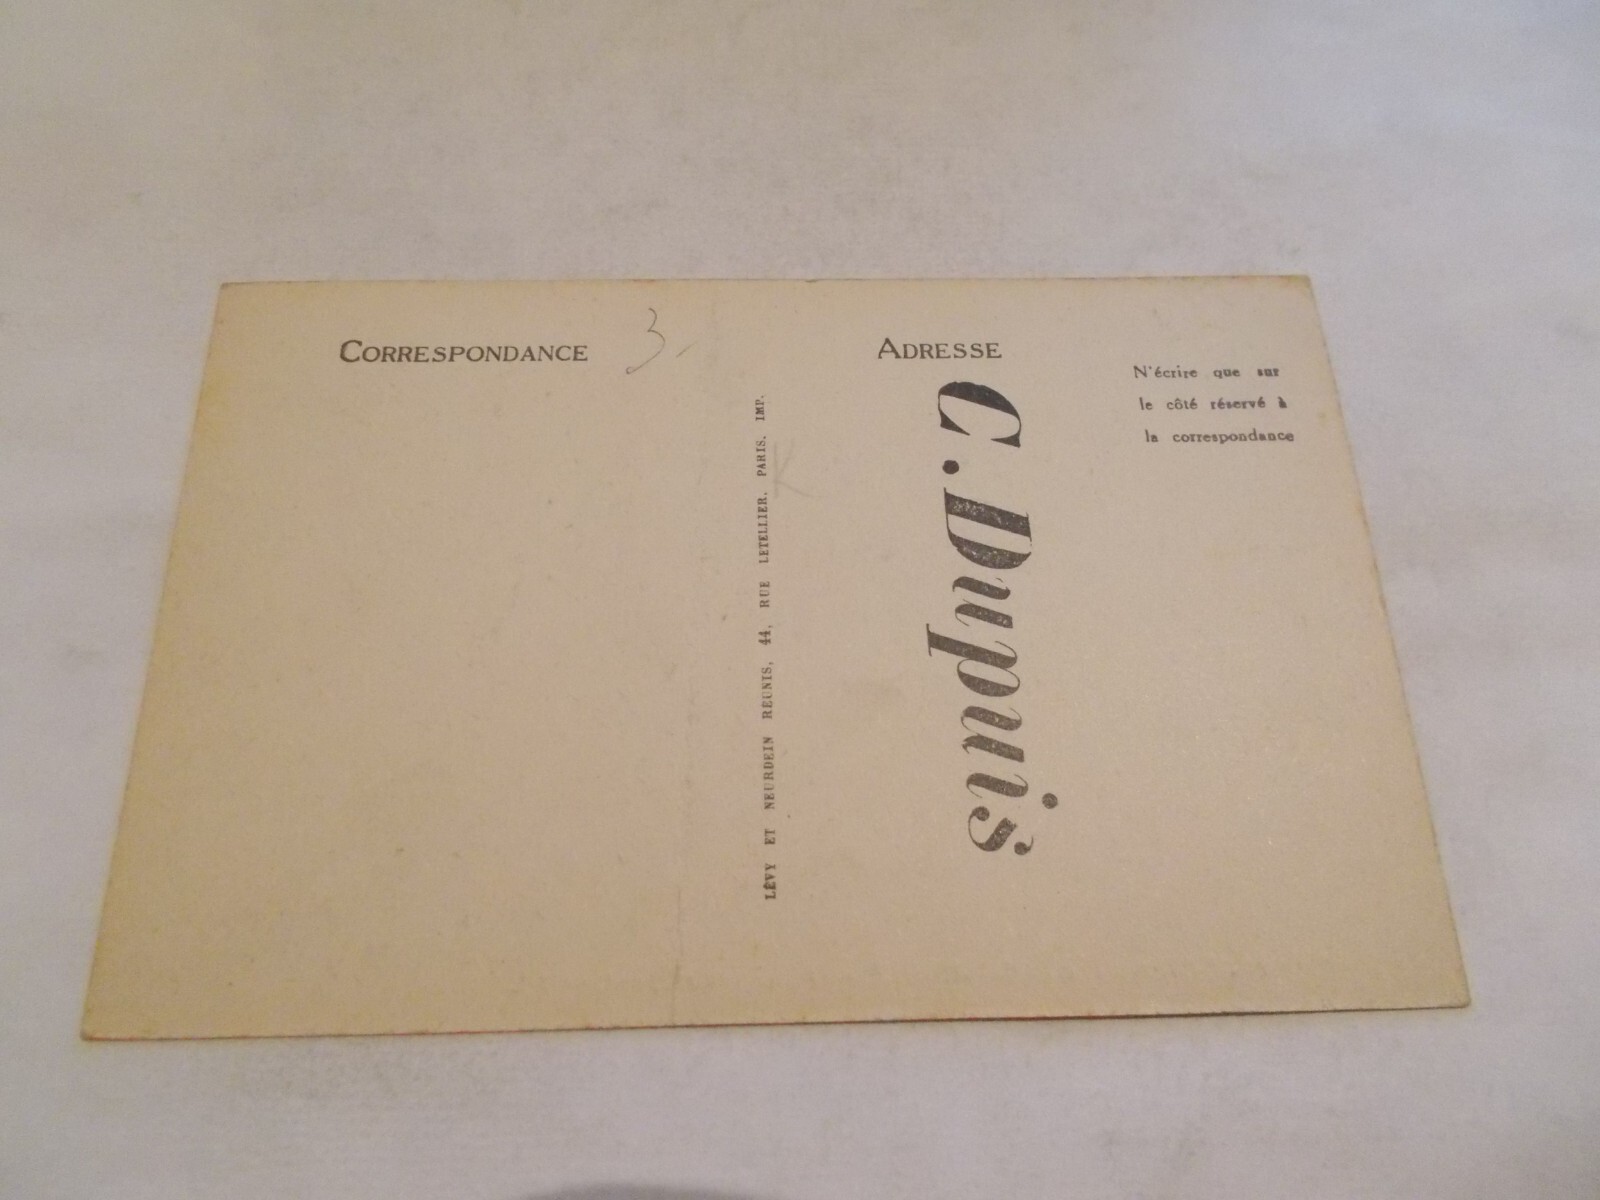 CORRESPONDANCE
3.
ADRESSE
N'écrire que sur
le côté réservé à
la correspondance
LÉVY ET NEURDEIN RÉUNIS, 44, RUE LETELLIER, PARIS. IMP.
K
C. Dupuis